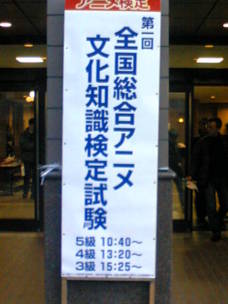 アニメ検定
第一回
全国総合アニメ
文化知識検定試験
5級 10:40～
4級 13:20～
3級 15:25～